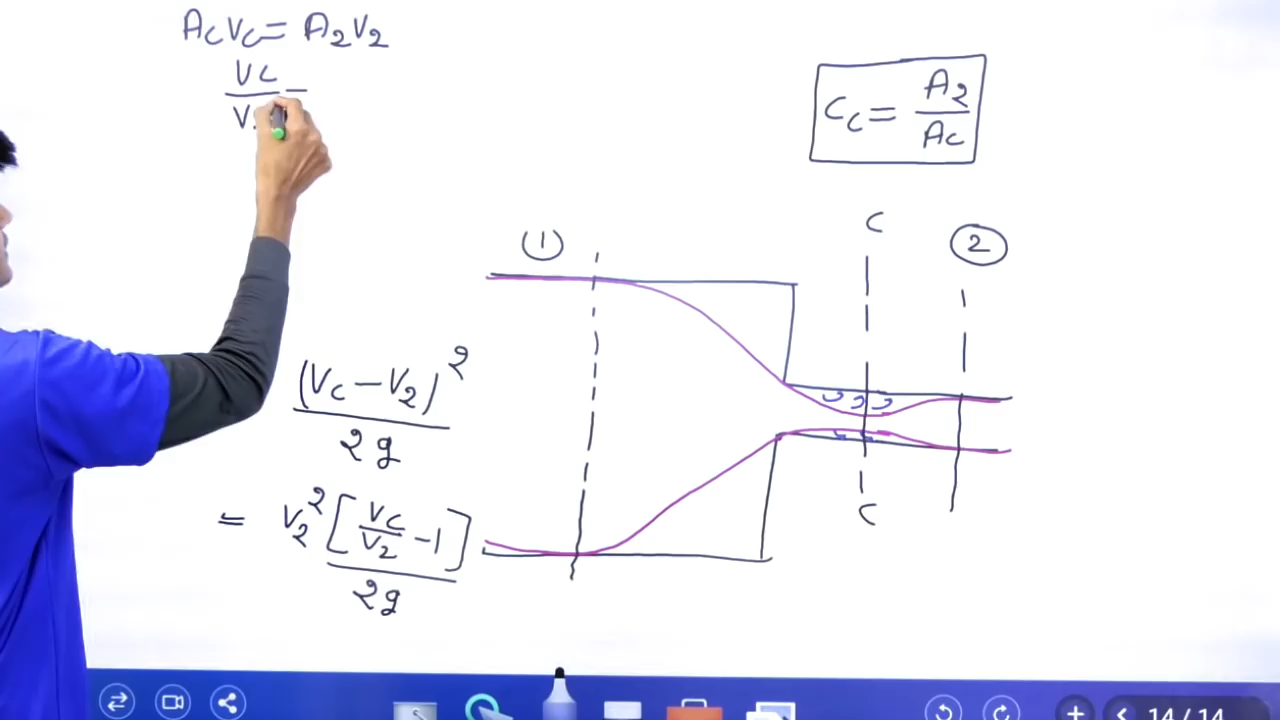 AcVc = A2V2
Vc
V =
Cc = A2
Ac
C
1
2
(Vc - V2)²
2g
= V2² [Vc/V2 - 1]
2g
C
14/14